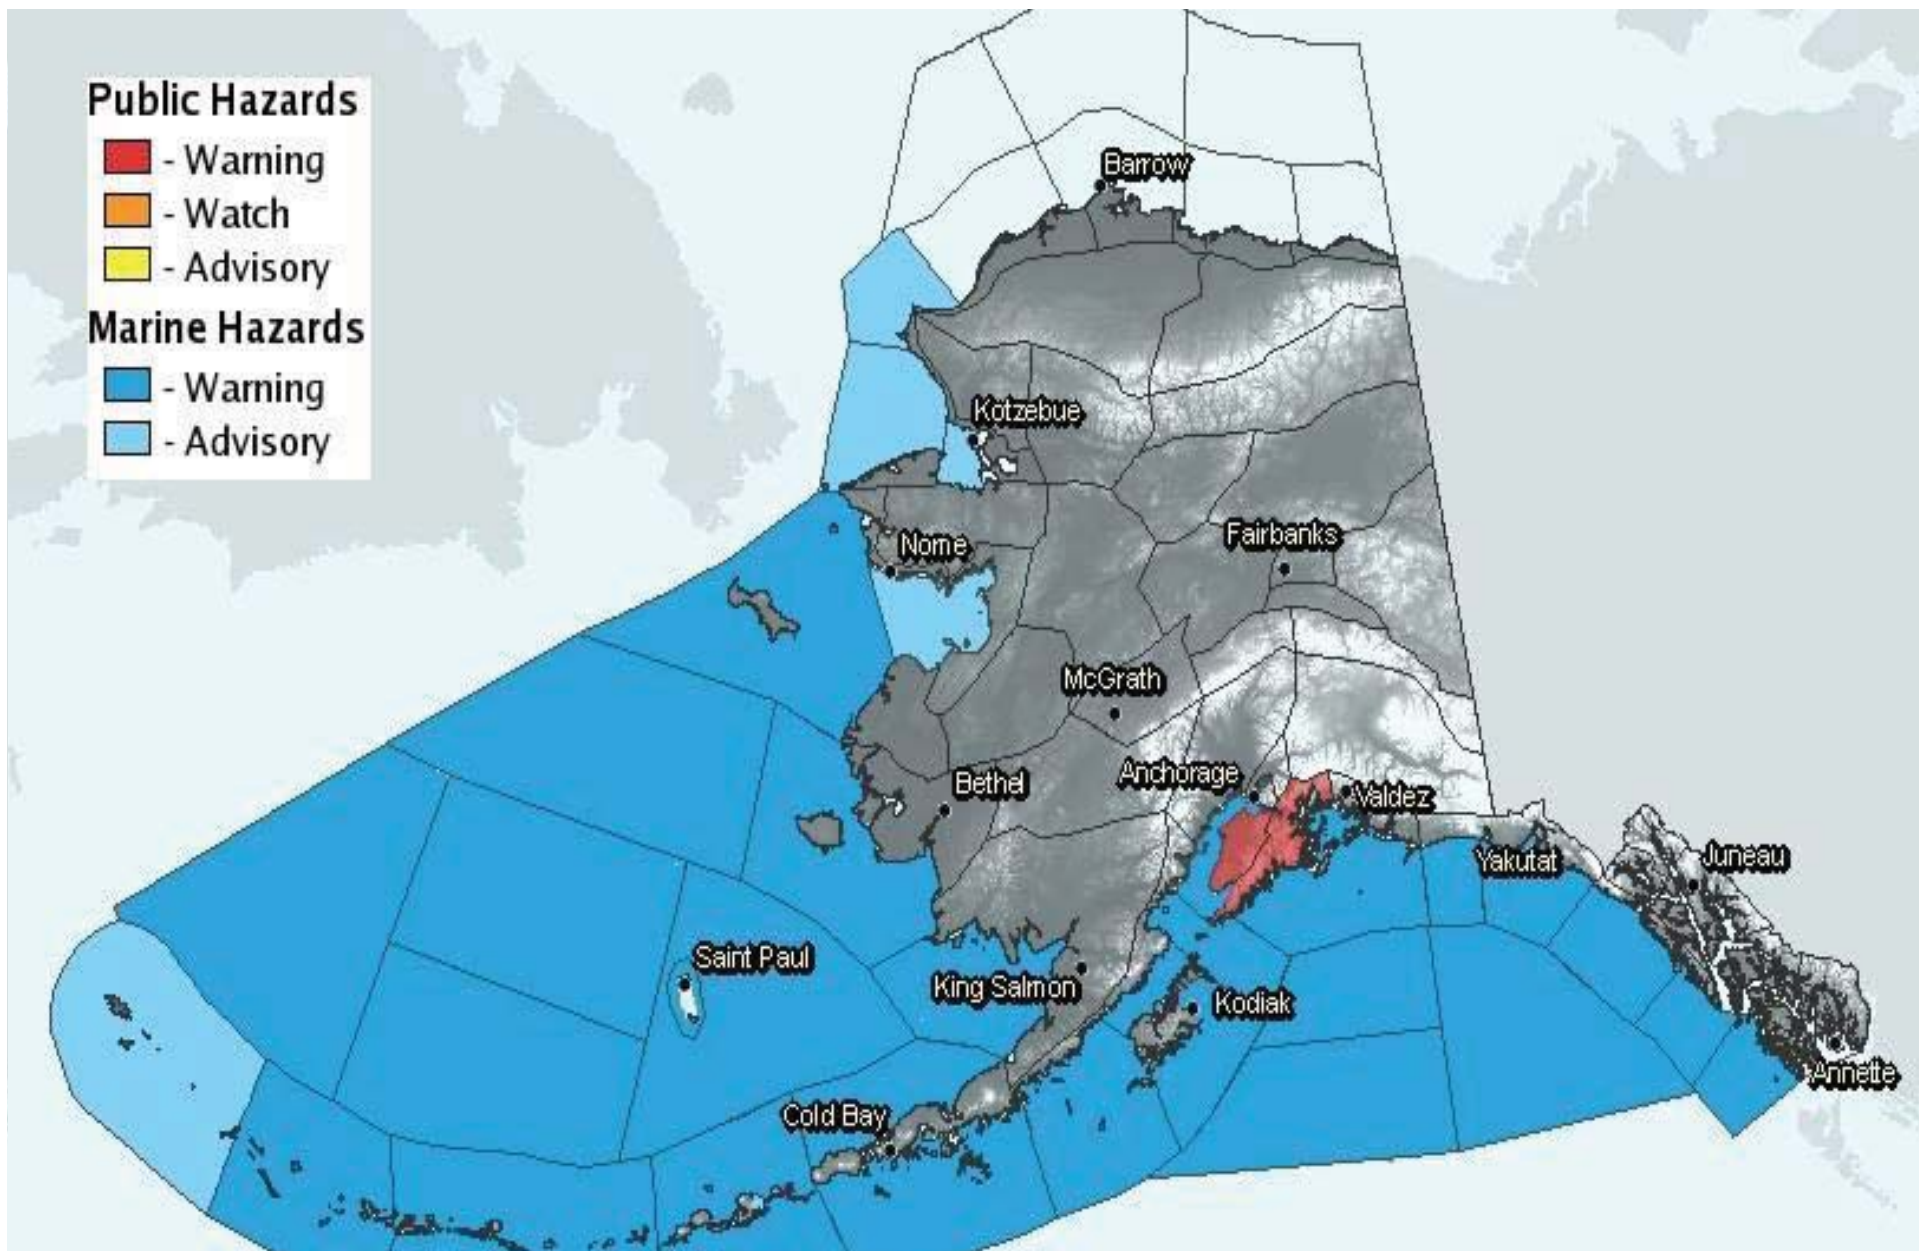 Public Hazards
- Warning
- Watch
- Advisory
Marine Hazards
- Warning
- Advisory
Barrow
Kotzebue
Nome
Fairbanks
McGrath
Anchorage
Bethel
Valdez
Yakutat
Juneau
Saint Paul
King Salmon
Kodiak
Annette
Cold Bay